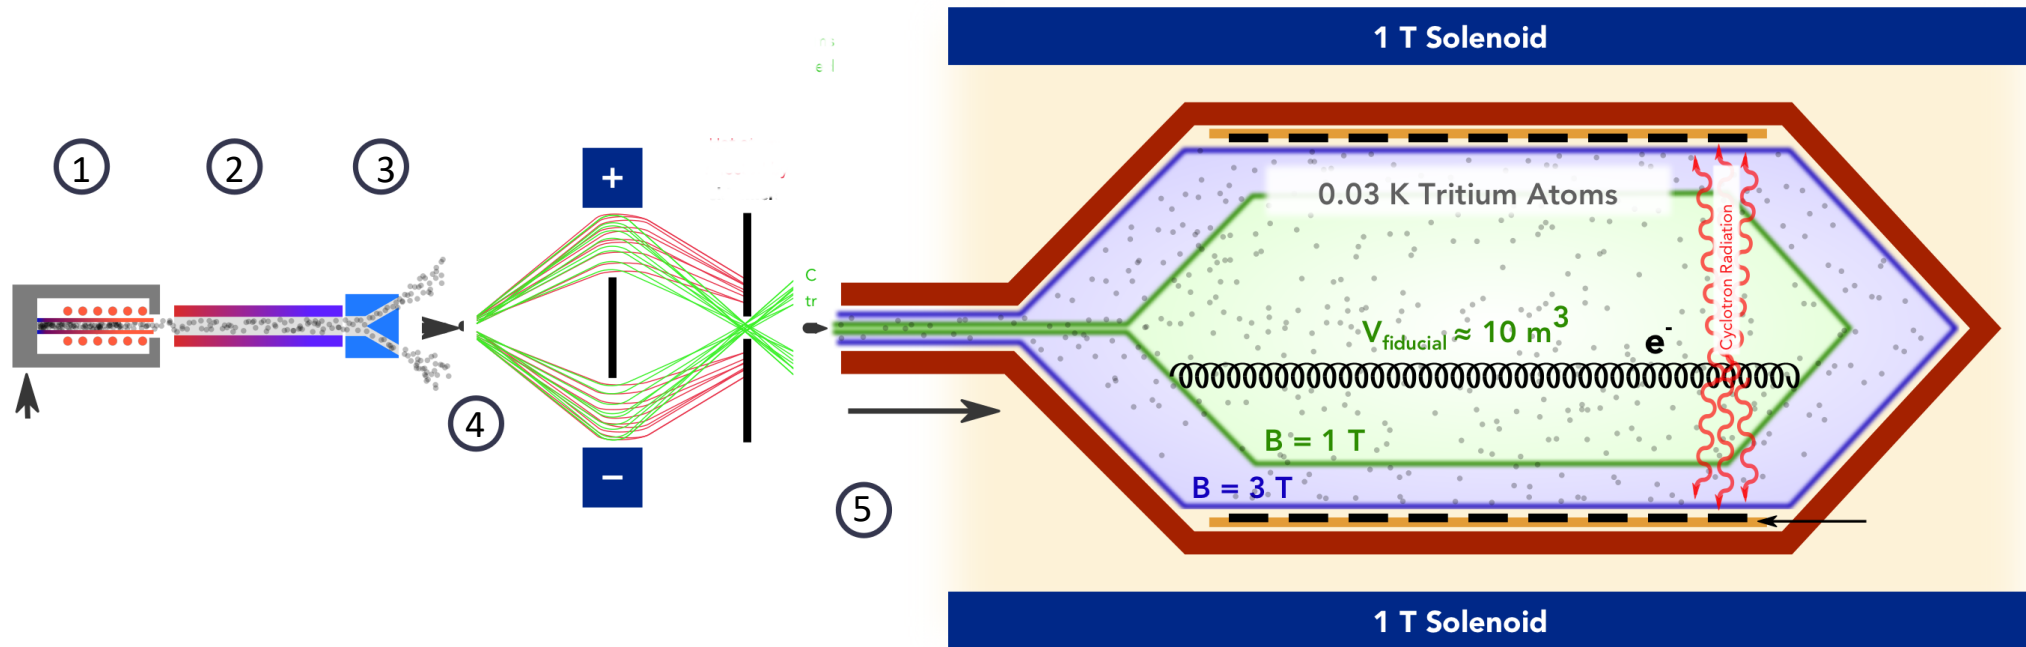 1 T Solenoid
1
2
3
+
0.03 K Tritium Atoms
Cyclotron Radiation
V_fiducial ≈ 10 m³
e⁻
4
B = 1 T
B = 3 T
−
5
1 T Solenoid